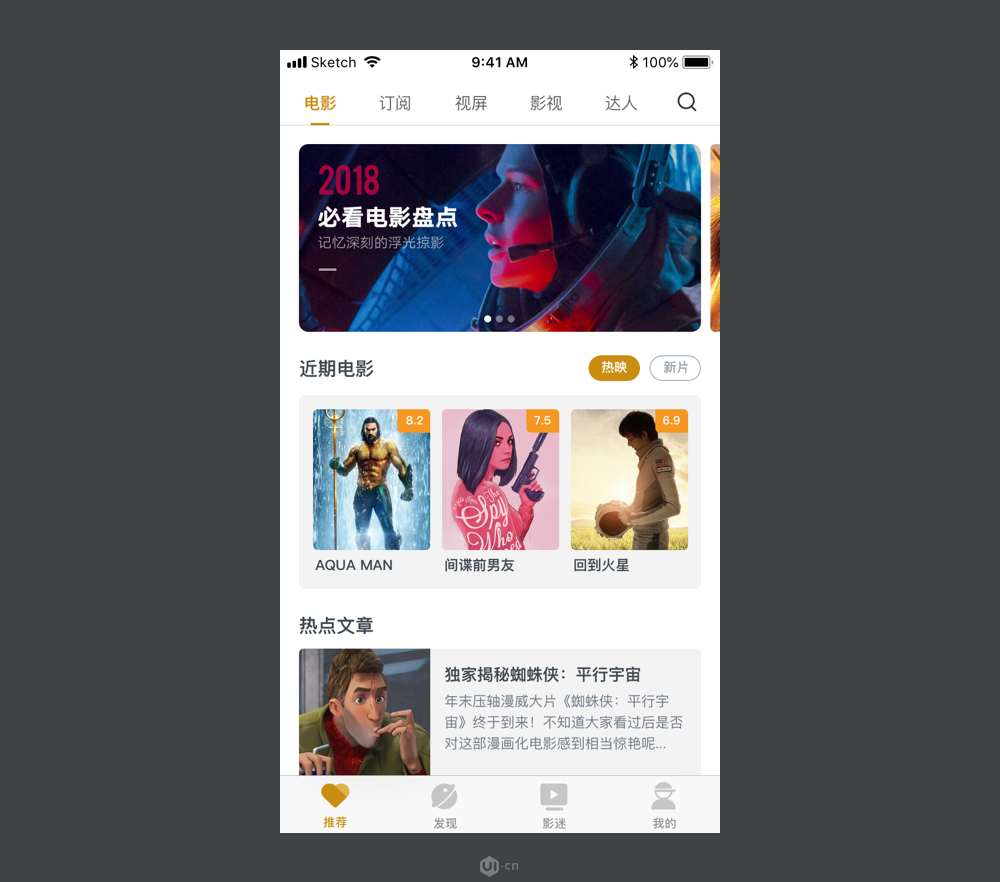 Sketch 9:41 AM 100%
电影 订阅 视屏 影视 达人
2018
必看电影盘点
记忆深刻的浮光掠影
近期电影 热映 新片
8.2 7.5 6.9
The
Spy
Who
AQUA MAN 间谍前男友 回到火星
热点文章
独家揭秘蜘蛛侠：平行宇宙
年末压轴漫威大片《蜘蛛侠：平行宇
宙》终于到来！不知道大家看过后是否
对这部漫画化电影感到相当惊艳呢...
推荐 发现 影迷 我的
UI·cn